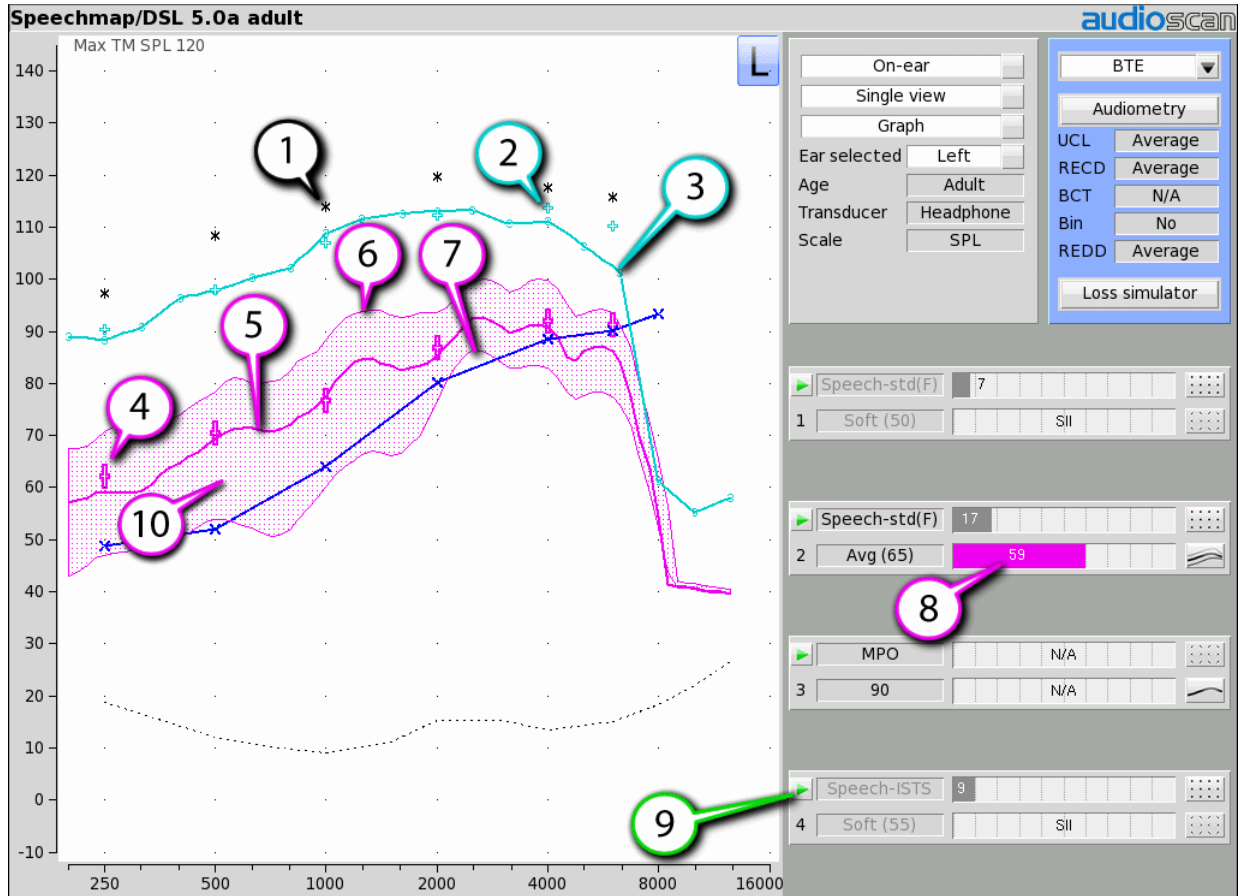 Speechmap/DSL 5.0a adult
audioscan
Max TM SPL 120
L
140
130
120
110
100
90
80
70
60
50
40
30
20
10
0
-10
250
500
1000
2000
4000
8000
16000
1
2
3
4
5
6
7
8
9
10
On-ear
Single view
Graph
Ear selected Left
Age Adult
Transducer Headphone
Scale SPL
BTE
Audiometry
UCL Average
RECD Average
BCT N/A
Bin No
REDD Average
Loss simulator
Speech-std(F) 7
1 Soft (50) SII
Speech-std(F) 17
2 Avg (65) 59
MPO N/A
3 90 N/A
Speech-ISTS 9
4 Soft (55) SII